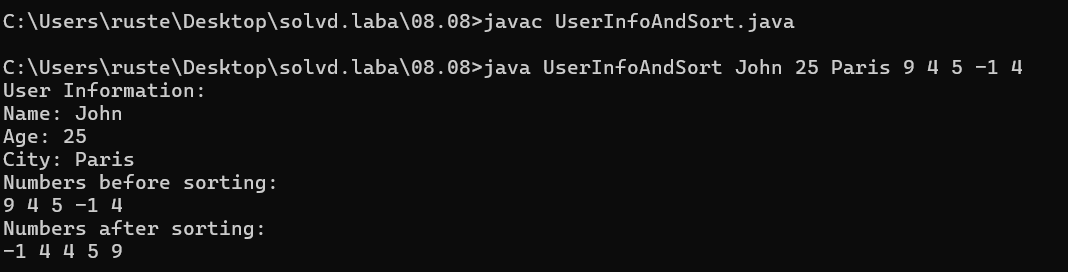 C:\Users\ruste\Desktop\solvd.laba\08.08>javac UserInfoAndSort.java
C:\Users\ruste\Desktop\solvd.laba\08.08>java UserInfoAndSort John 25 Paris 9 4 5 -1 4
User Information:
Name: John
Age: 25
City: Paris
Numbers before sorting:
9 4 5 -1 4
Numbers after sorting:
-1 4 4 5 9